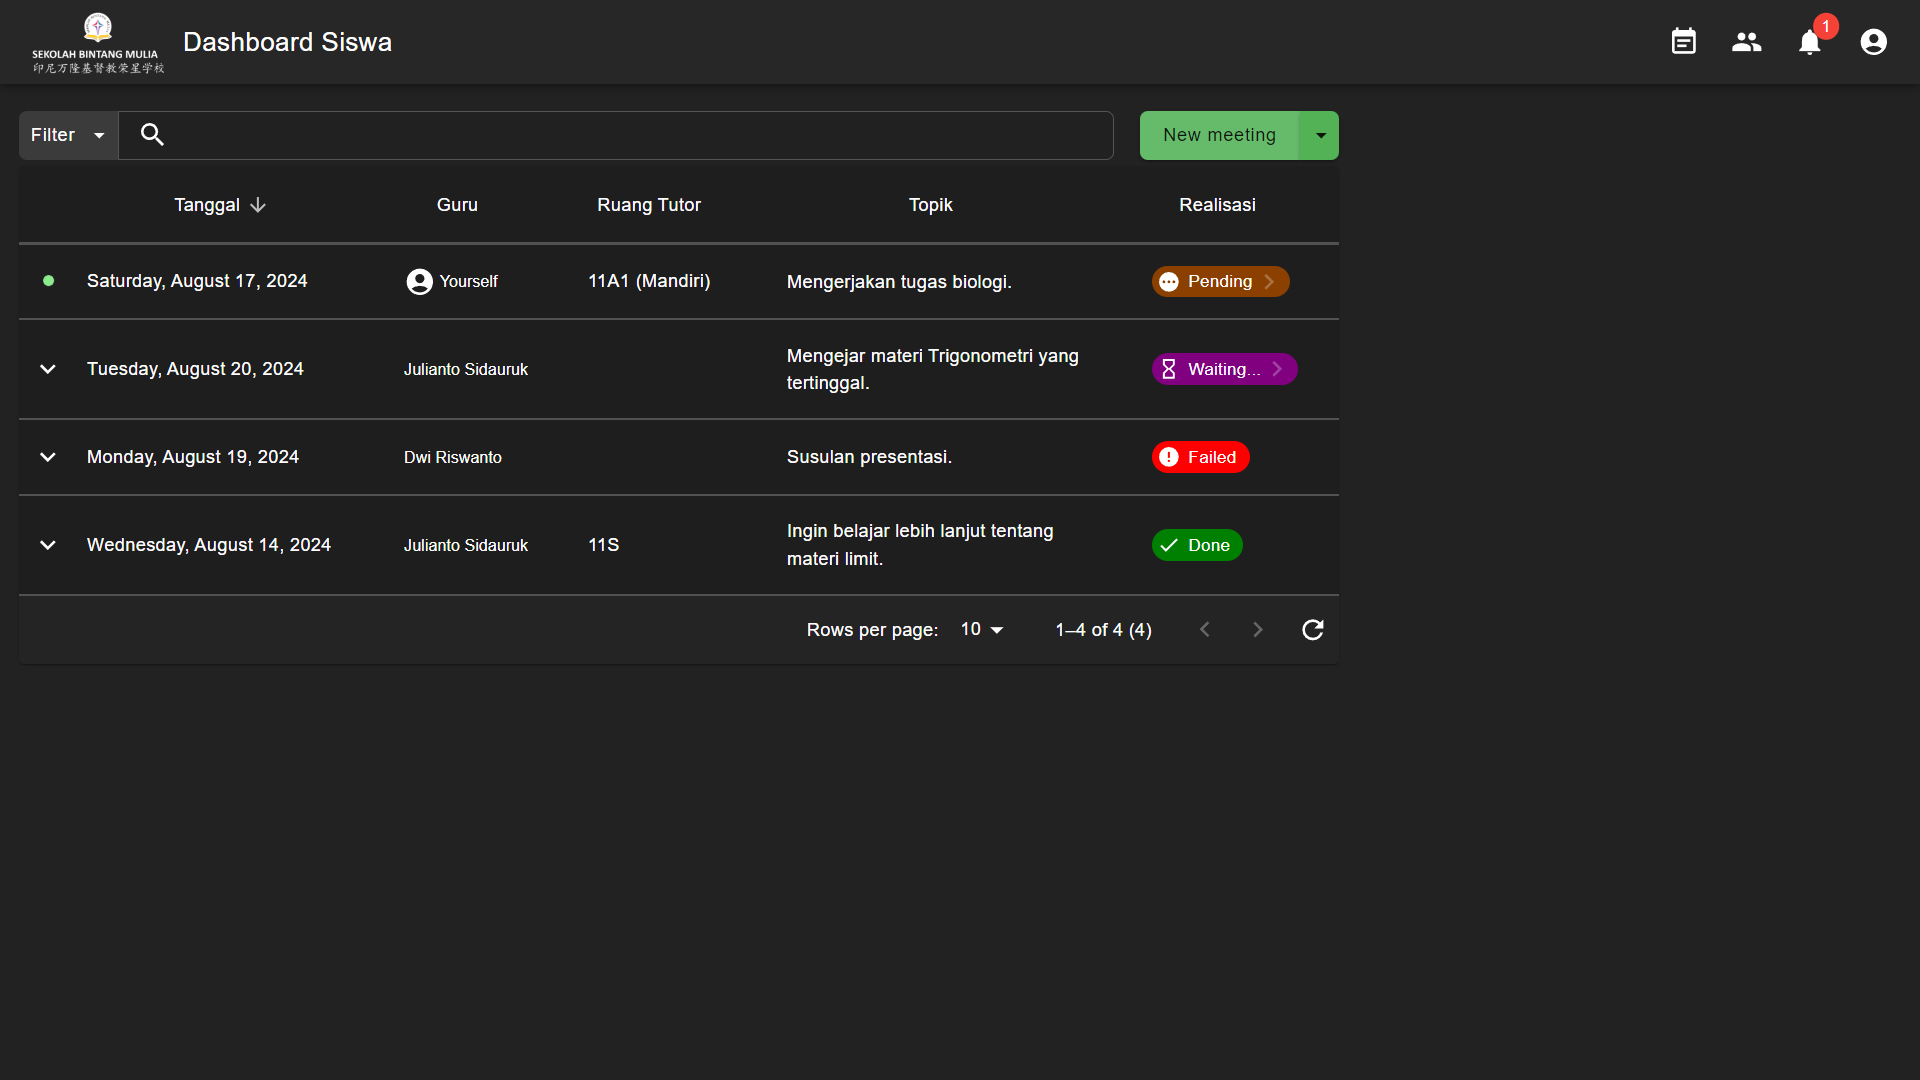 SEKOLAH BINTANG MULIA
印尼万隆基督教荣星学校
Dashboard Siswa
1
Filter
New meeting
Tanggal Guru Ruang Tutor Topik Realisasi
Saturday, August 17, 2024 Yourself 11A1 (Mandiri) Mengerjakan tugas biologi. Pending
Tuesday, August 20, 2024 Julianto Sidauruk Mengejar materi Trigonometri yang
tertinggal. Waiting...
Monday, August 19, 2024 Dwi Riswanto Susulan presentasi. Failed
Wednesday, August 14, 2024 Julianto Sidauruk 11S Ingin belajar lebih lanjut tentang
materi limit. Done
Rows per page: 10 1–4 of 4 (4)